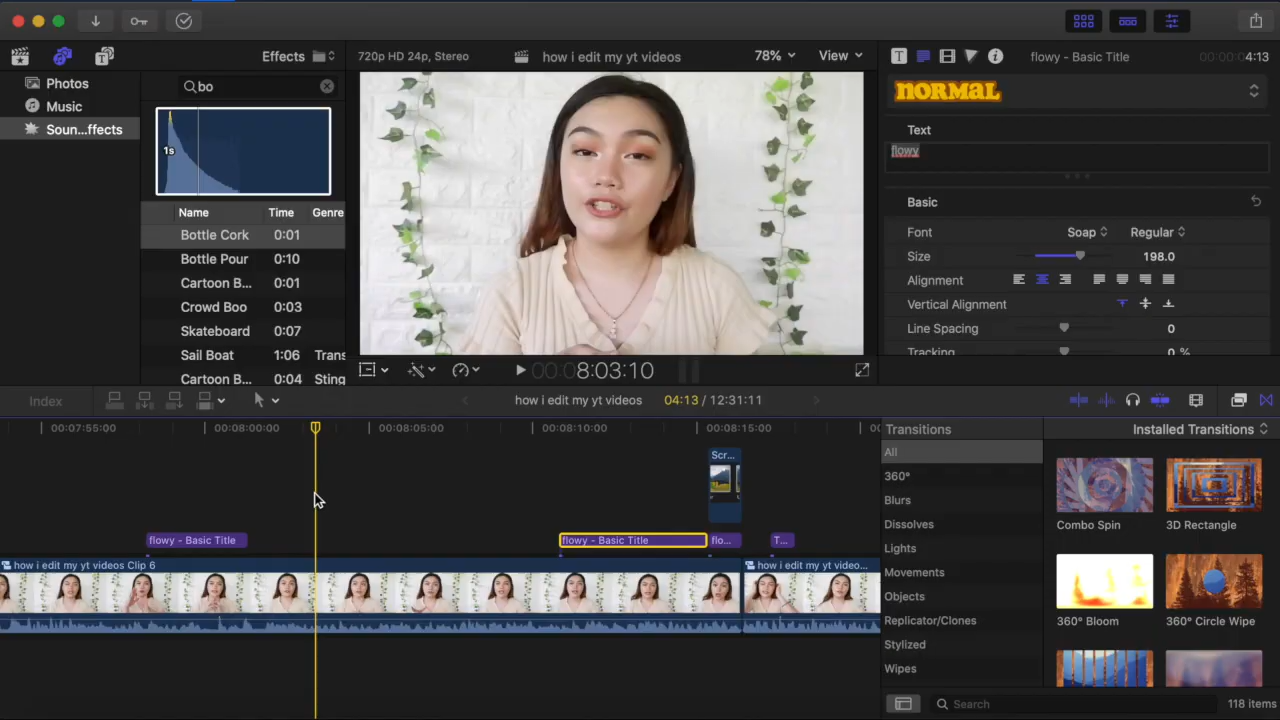 Effects
bo
720p HD 24p, Stereo
how i edit my yt videos
78%
View
flowy - Basic Title
00:00:00:04:13
Photos
Music
Soun...ffects
1s
NORMAL
Text
flowy
Basic
Name Time Genre
Bottle Cork 0:01
Bottle Pour 0:10
Cartoon B... 0:01
Crowd Boo 0:03
Skateboard 0:07
Sail Boat 1:06 Trans
Cartoon B... 0:04 Sting
Font Soap Regular
Size 198.0
Alignment
Vertical Alignment
Line Spacing 0
Tracking 0 %
00:08:03:10
Index
how i edit my yt videos
04:13 / 12:31:11
00:07:55:00
00:08:00:00
00:08:05:00
00:08:10:00
00:08:15:00
Scr...
flowy - Basic Title
flowy - Basic Title
flo...
T...
how i edit my yt videos Clip 6
how i edit my yt video...
Transitions
Installed Transitions
All
360°
Blurs
Dissolves
Lights
Movements
Objects
Replicator/Clones
Stylized
Wipes
Combo Spin
3D Rectangle
360° Bloom
360° Circle Wipe
Search
118 items